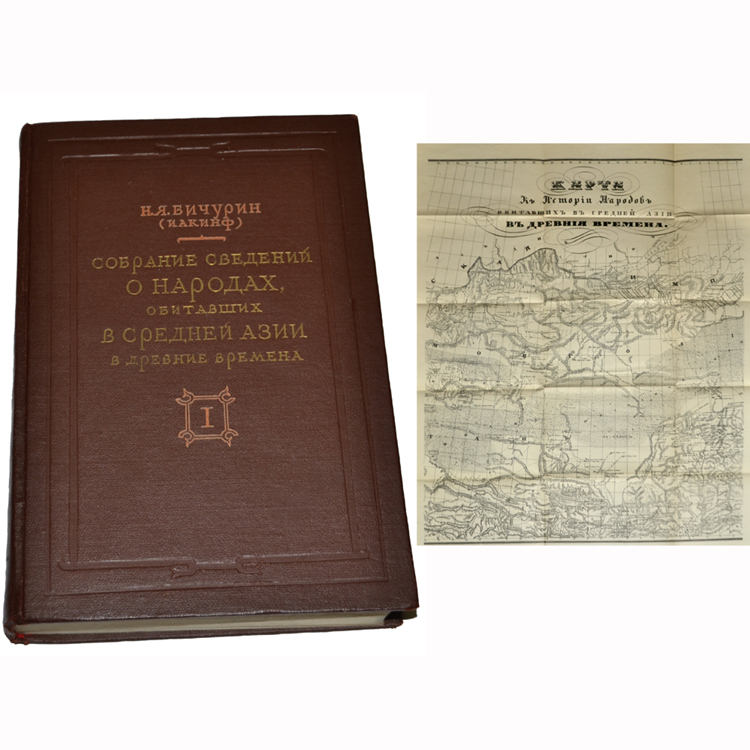 Н.Я.БИЧУРИН
(ИАКИНФ)
СОБРАНИЕ СВЕДЕНИЙ
О НАРОДАХ,
ОБИТАВШИХ
В СРЕДНЕЙ АЗИИ
В ДРЕВНИЕ ВРЕМЕНА
I
КАРТА
Къ Исторіи Народовъ
ОБИТАВШИХЪ ВЪ СРЕДНЕЙ АЗІИ
ВЪ ДРЕВНІЯ ВРЕМЕНА.